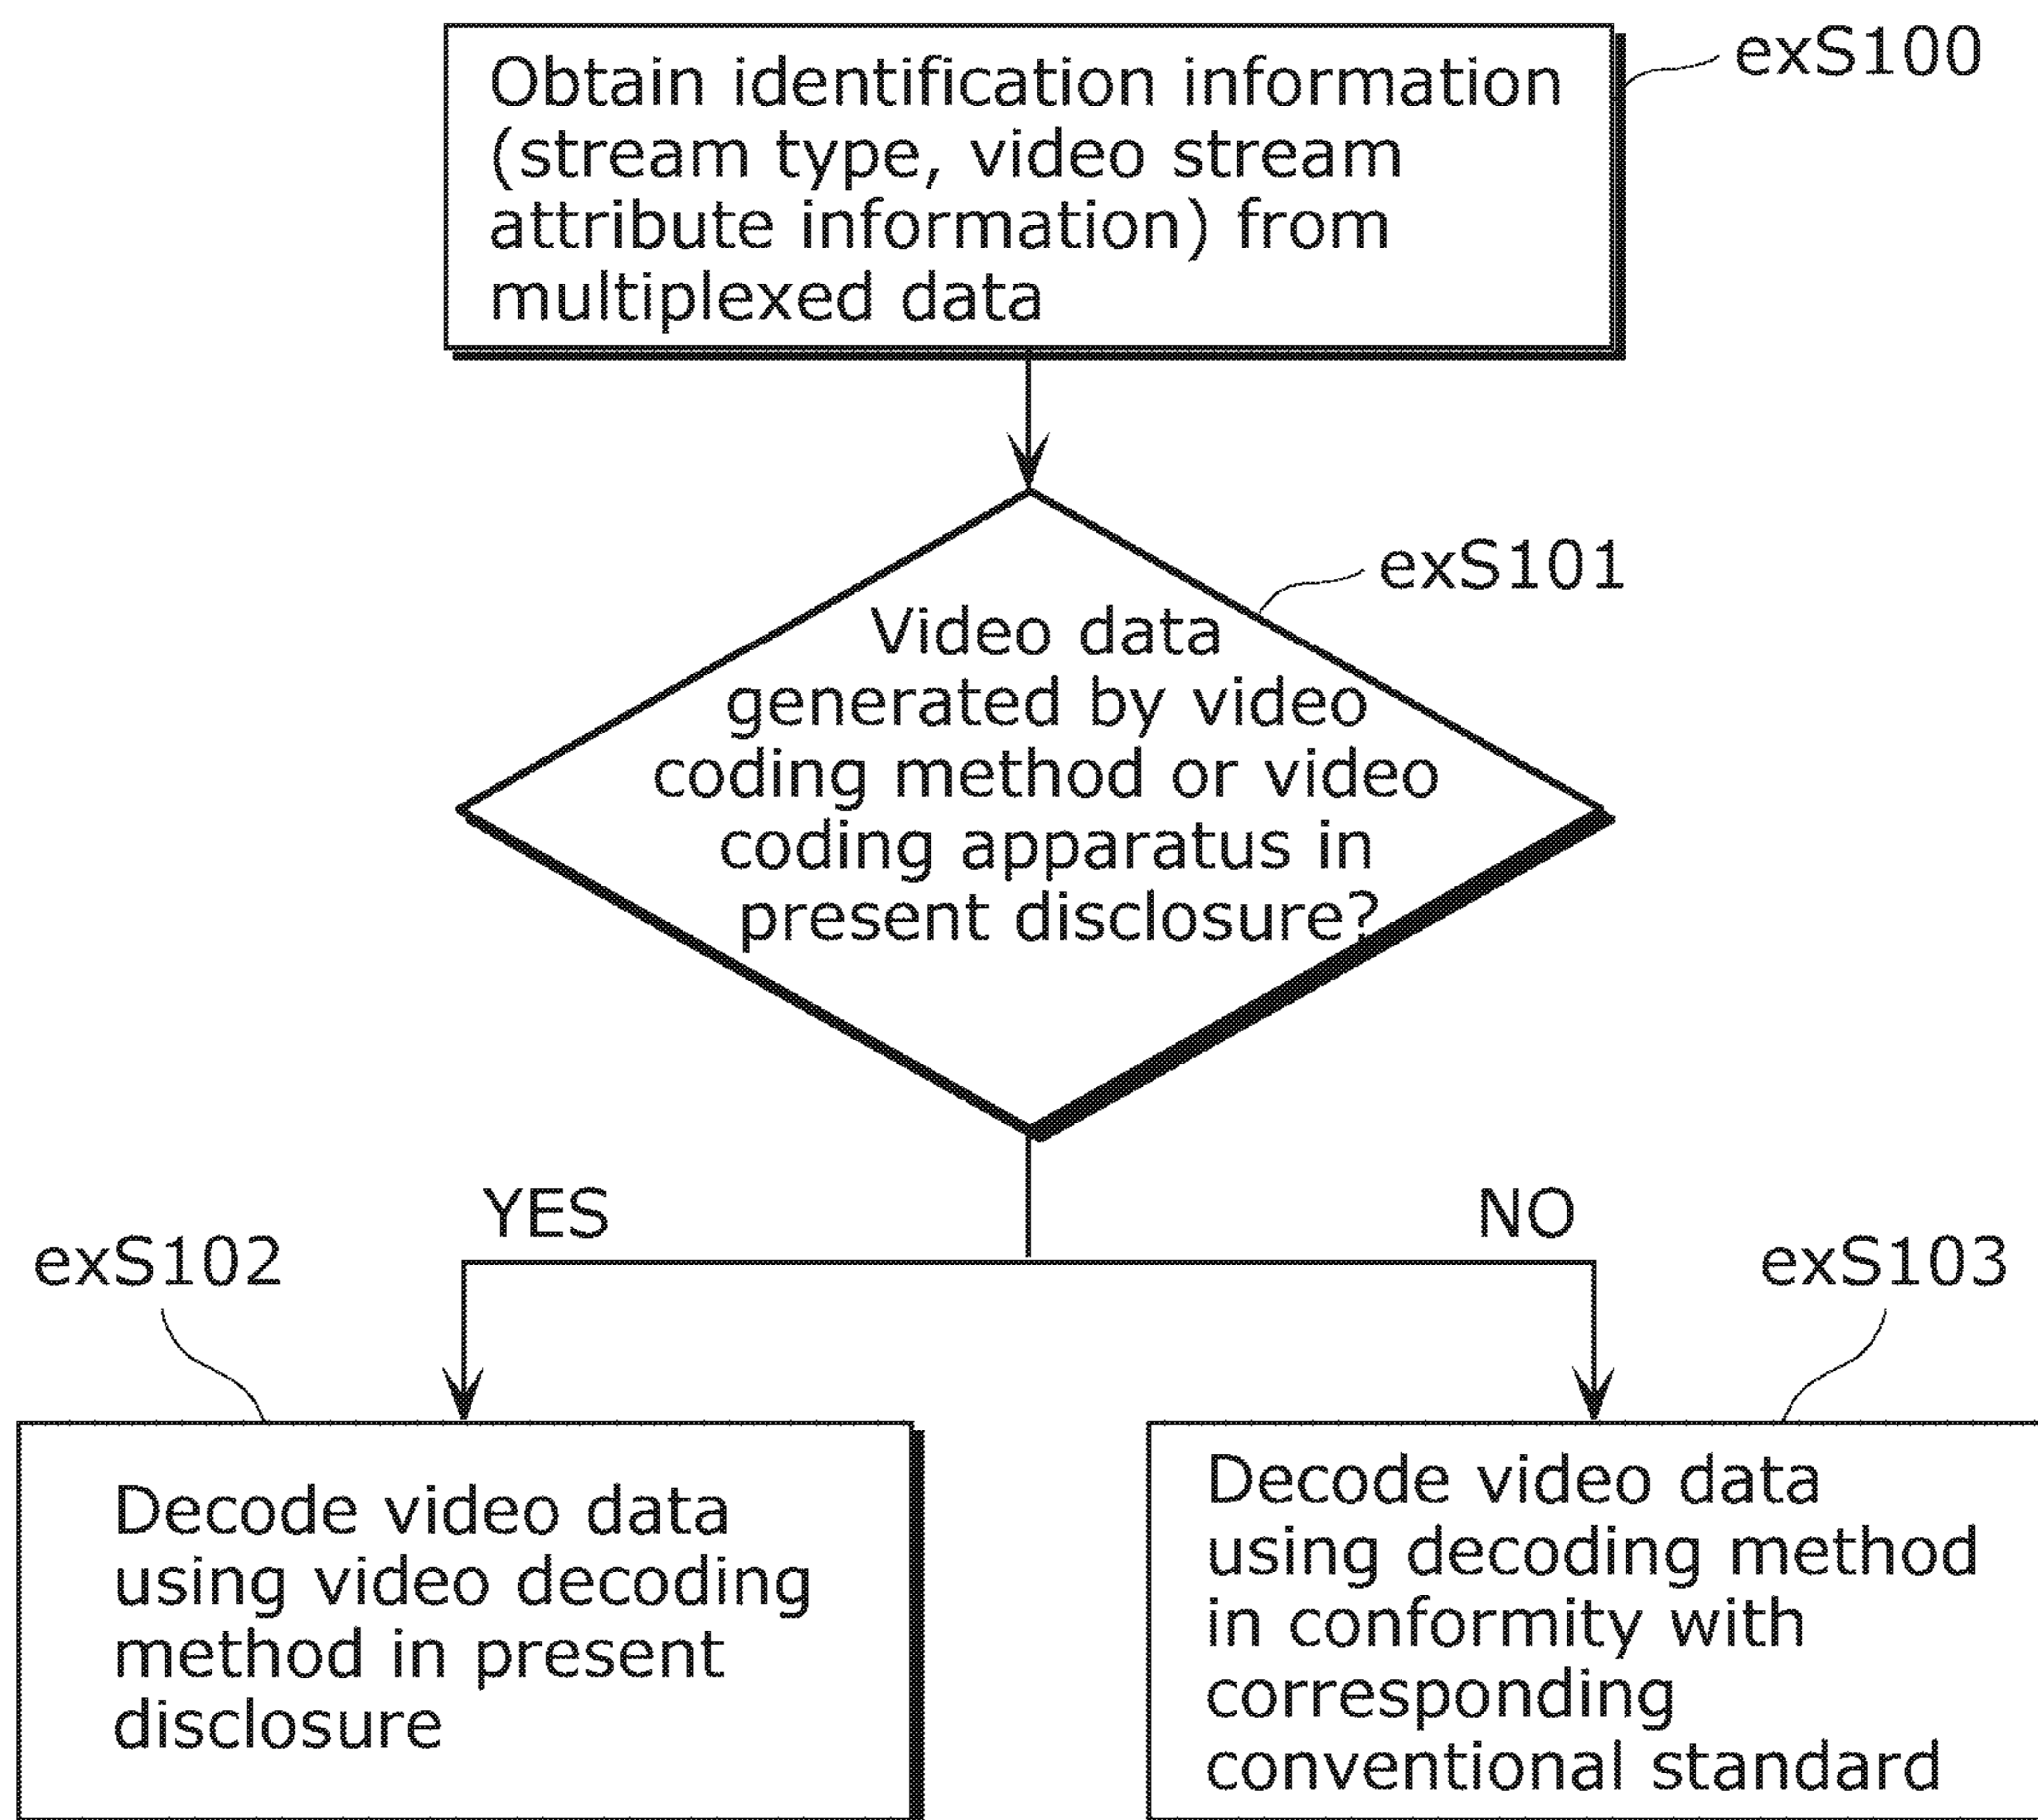 Obtain identification information
(stream type, video stream
attribute information) from
multiplexed data
exS100
exS101
Video data
generated by video
coding method or video
coding apparatus in
present disclosure?
YES
NO
exS102
exS103
Decode video data
using video decoding
method in present
disclosure
Decode video data
using decoding method
in conformity with
corresponding
conventional standard